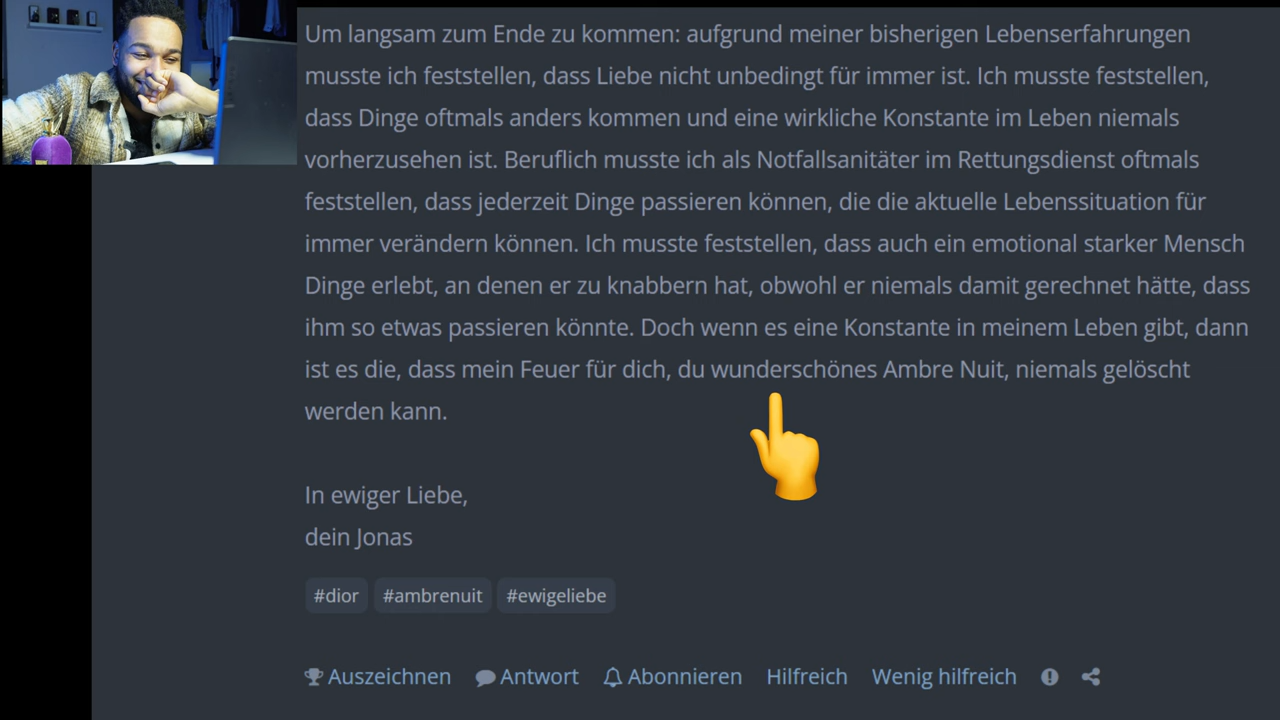 Um langsam zum Ende zu kommen: aufgrund meiner bisherigen Lebenserfahrungen
musste ich feststellen, dass Liebe nicht unbedingt für immer ist. Ich musste feststellen,
dass Dinge oftmals anders kommen und eine wirkliche Konstante im Leben niemals
vorherzusehen ist. Beruflich musste ich als Notfallsanitäter im Rettungsdienst oftmals
feststellen, dass jederzeit Dinge passieren können, die die aktuelle Lebenssituation für
immer verändern können. Ich musste feststellen, dass auch ein emotional starker Mensch
Dinge erlebt, an denen er zu knabbern hat, obwohl er niemals damit gerechnet hätte, dass
ihm so etwas passieren könnte. Doch wenn es eine Konstante in meinem Leben gibt, dann
ist es die, dass mein Feuer für dich, du wunderschönes Ambre Nuit, niemals gelöscht
werden kann.
In ewiger Liebe,
dein Jonas
#dior #ambrenuit #ewigeliebe
Auszeichnen Antwort Abonnieren Hilfreich Wenig hilfreich